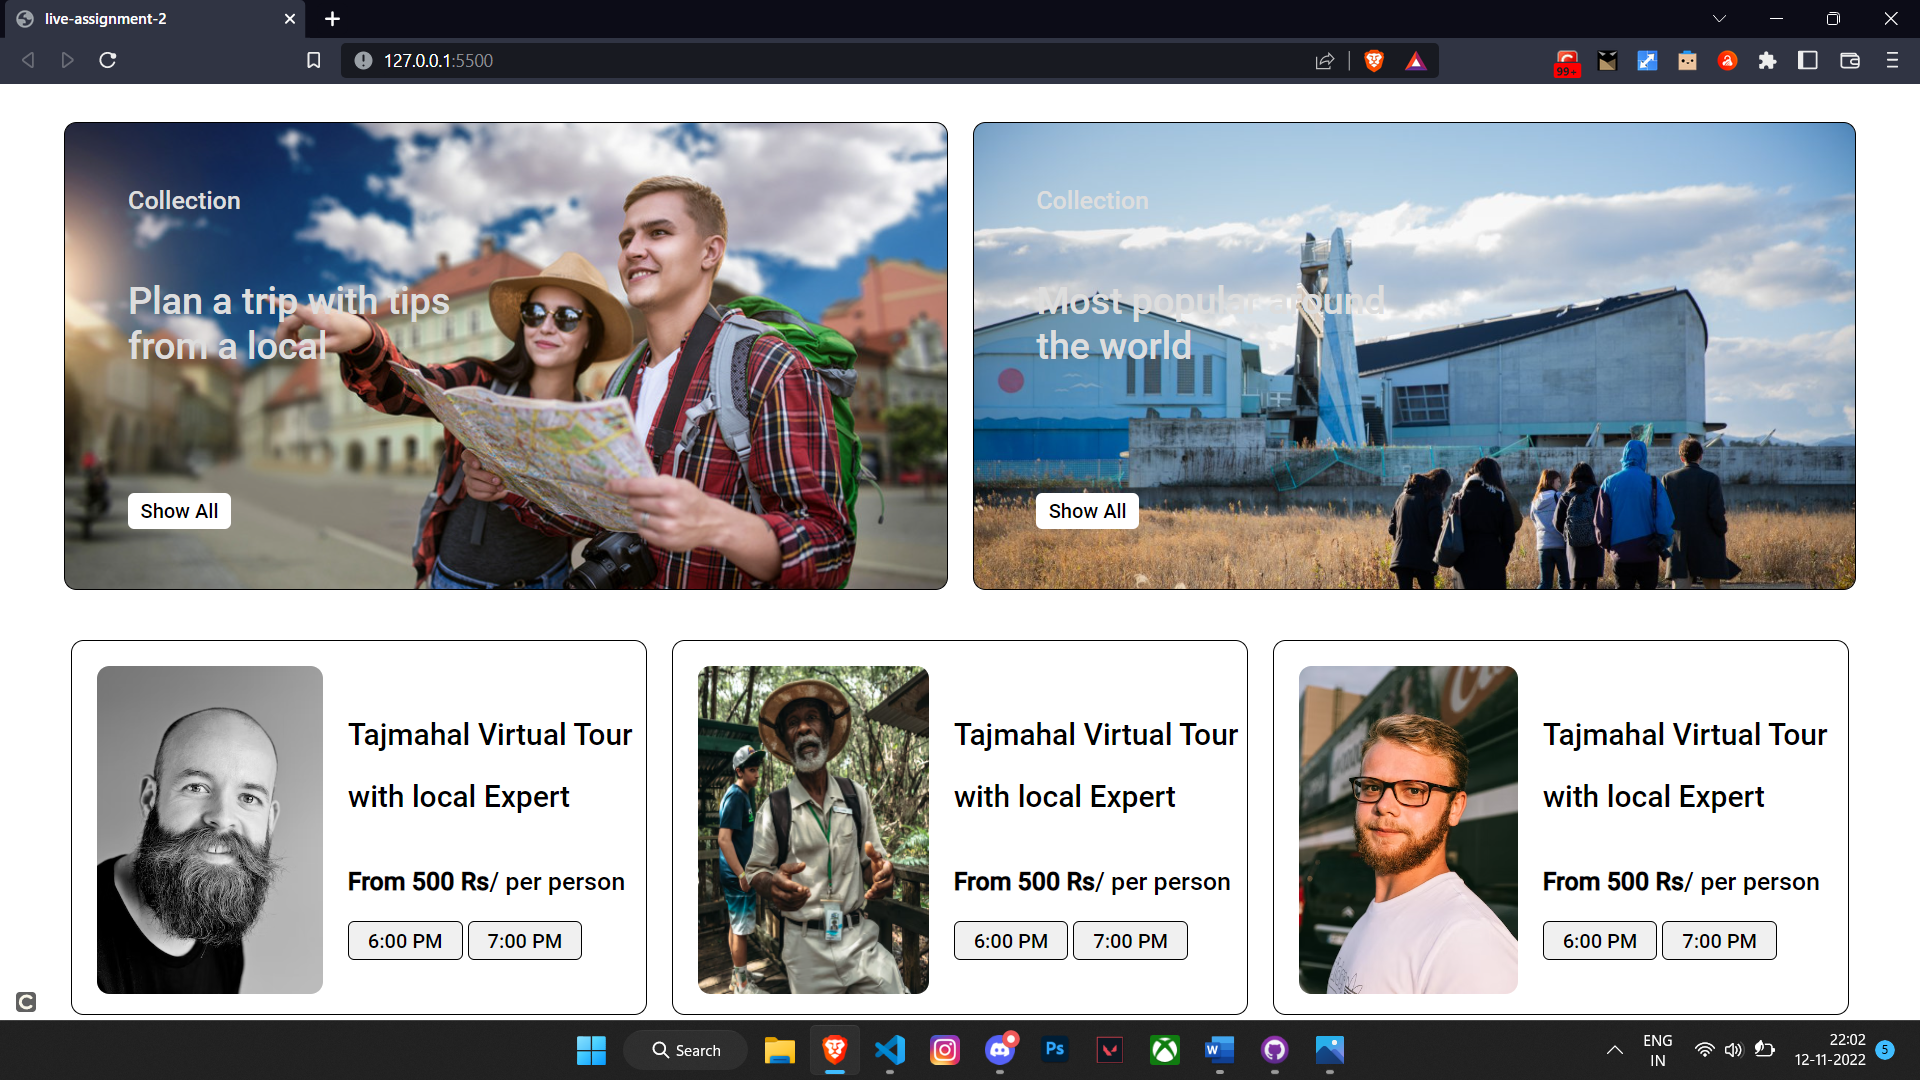 live-assignment-2
127.0.0.1:5500
99+
Collection
Plan a trip with tips
from a local
Show All
Collection
Most popular around
the world
Show All
Tajmahal Virtual Tour
with local Expert
From 500 Rs/ per person
6:00 PM 7:00 PM
Tajmahal Virtual Tour
with local Expert
From 500 Rs/ per person
6:00 PM 7:00 PM
Tajmahal Virtual Tour
with local Expert
From 500 Rs/ per person
6:00 PM 7:00 PM
C
Search
Ps
W
ENG
IN
22:02
12-11-2022
5